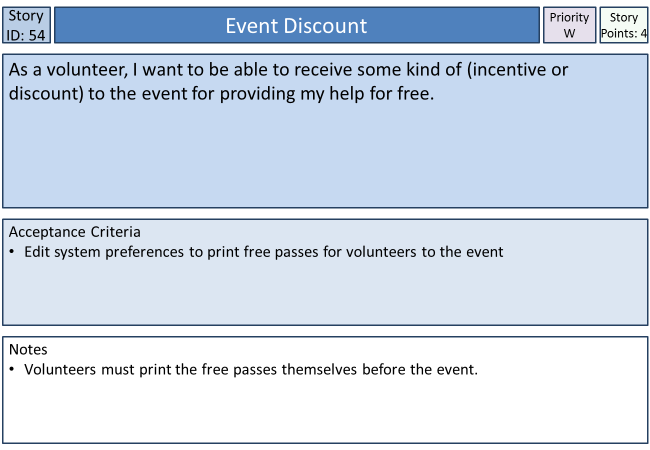 Story
ID: 54
Event Discount
Priority
W
Story
Points: 4
As a volunteer, I want to be able to receive some kind of (incentive or
discount) to the event for providing my help for free.
Acceptance Criteria
• Edit system preferences to print free passes for volunteers to the event
Notes
• Volunteers must print the free passes themselves before the event.